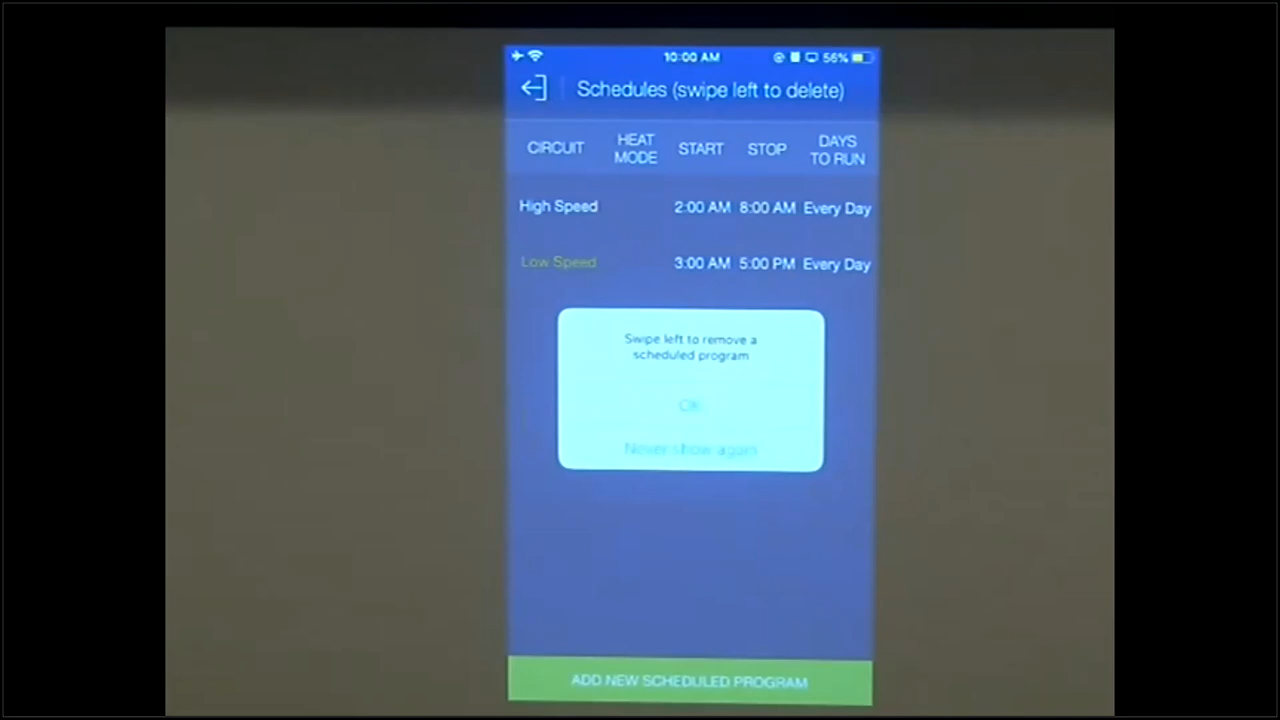 10:00 AM 56%
Schedules (swipe left to delete)
CIRCUIT HEAT MODE START STOP DAYS TO RUN
High Speed 2:00 AM 8:00 AM Every Day
Low Speed 3:00 AM 5:00 PM Every Day
Swipe left to remove a
scheduled program
OK
Never show again
ADD NEW SCHEDULED PROGRAM